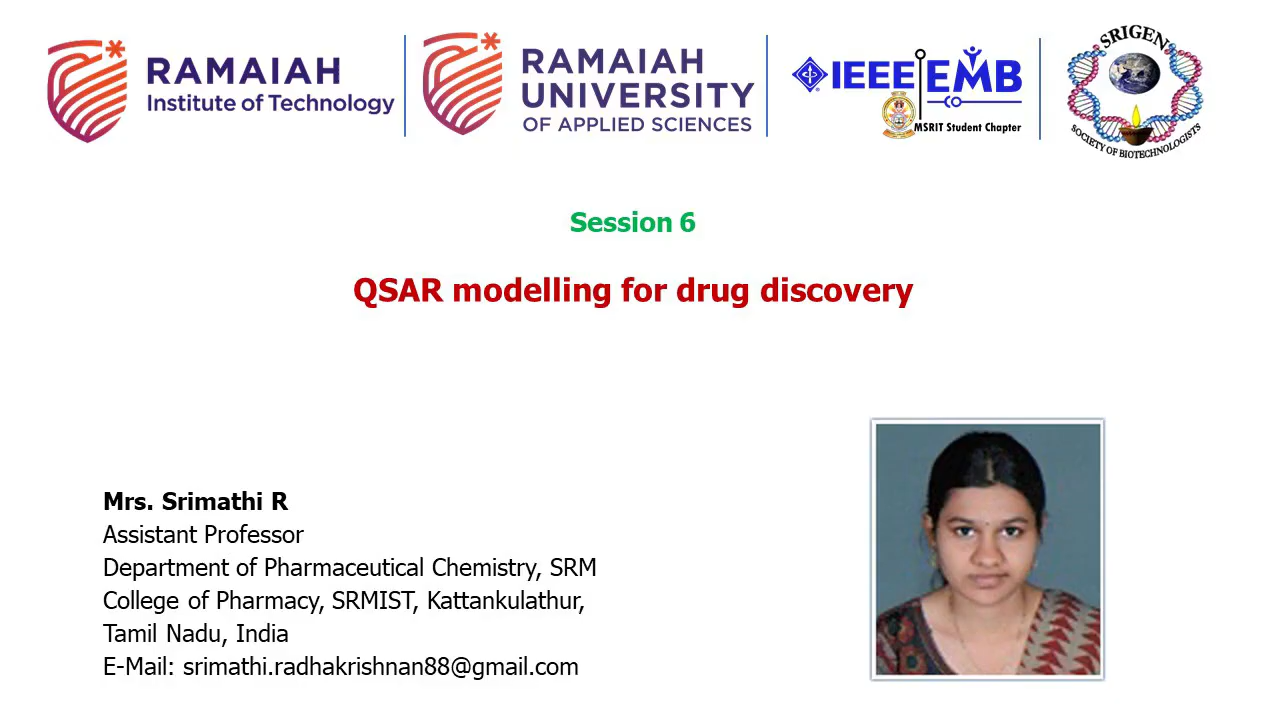 RAMAIAH
Institute of Technology
RAMAIAH
UNIVERSITY
OF APPLIED SCIENCES
IEEE EMB
MSRIT Student Chapter
SRIGEN
SOCIETY OF BIOTECHNOLOGISTS
Session 6
QSAR modelling for drug discovery
Mrs. Srimathi R
Assistant Professor
Department of Pharmaceutical Chemistry, SRM
College of Pharmacy, SRMIST, Kattankulathur,
Tamil Nadu, India
E-Mail: srimathi.radhakrishnan88@gmail.com